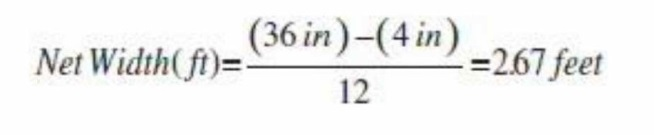 Net Width(ft)=(36 in)–(4 in)/12=2.67 feet